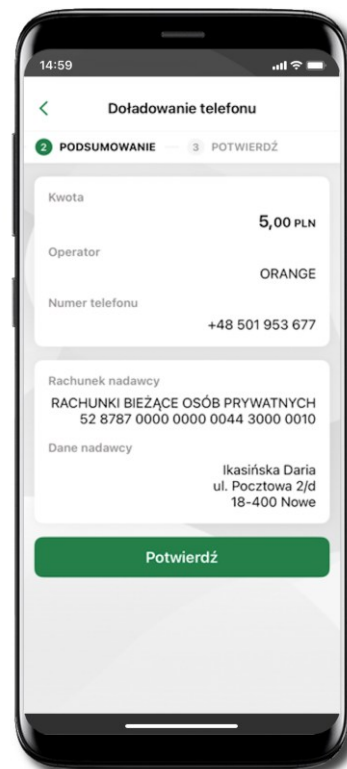 14:59
Doładowanie telefonu
2 PODSUMOWANIE 3 POTWIERDŹ
Kwota
5,00 PLN
Operator
ORANGE
Numer telefonu
+48 501 953 677
Rachunek nadawcy
RACHUNKI BIEŻĄCE OSÓB PRYWATNYCH
52 8787 0000 0000 0044 3000 0010
Dane nadawcy
Ikasińska Daria
ul. Pocztowa 2/d
18-400 Nowe
Potwierdź